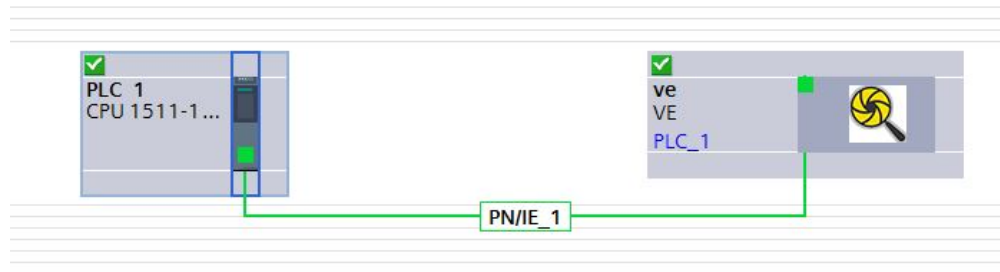 PLC_1
CPU 1511-1...
ve
VE
PLC_1
PN/IE_1